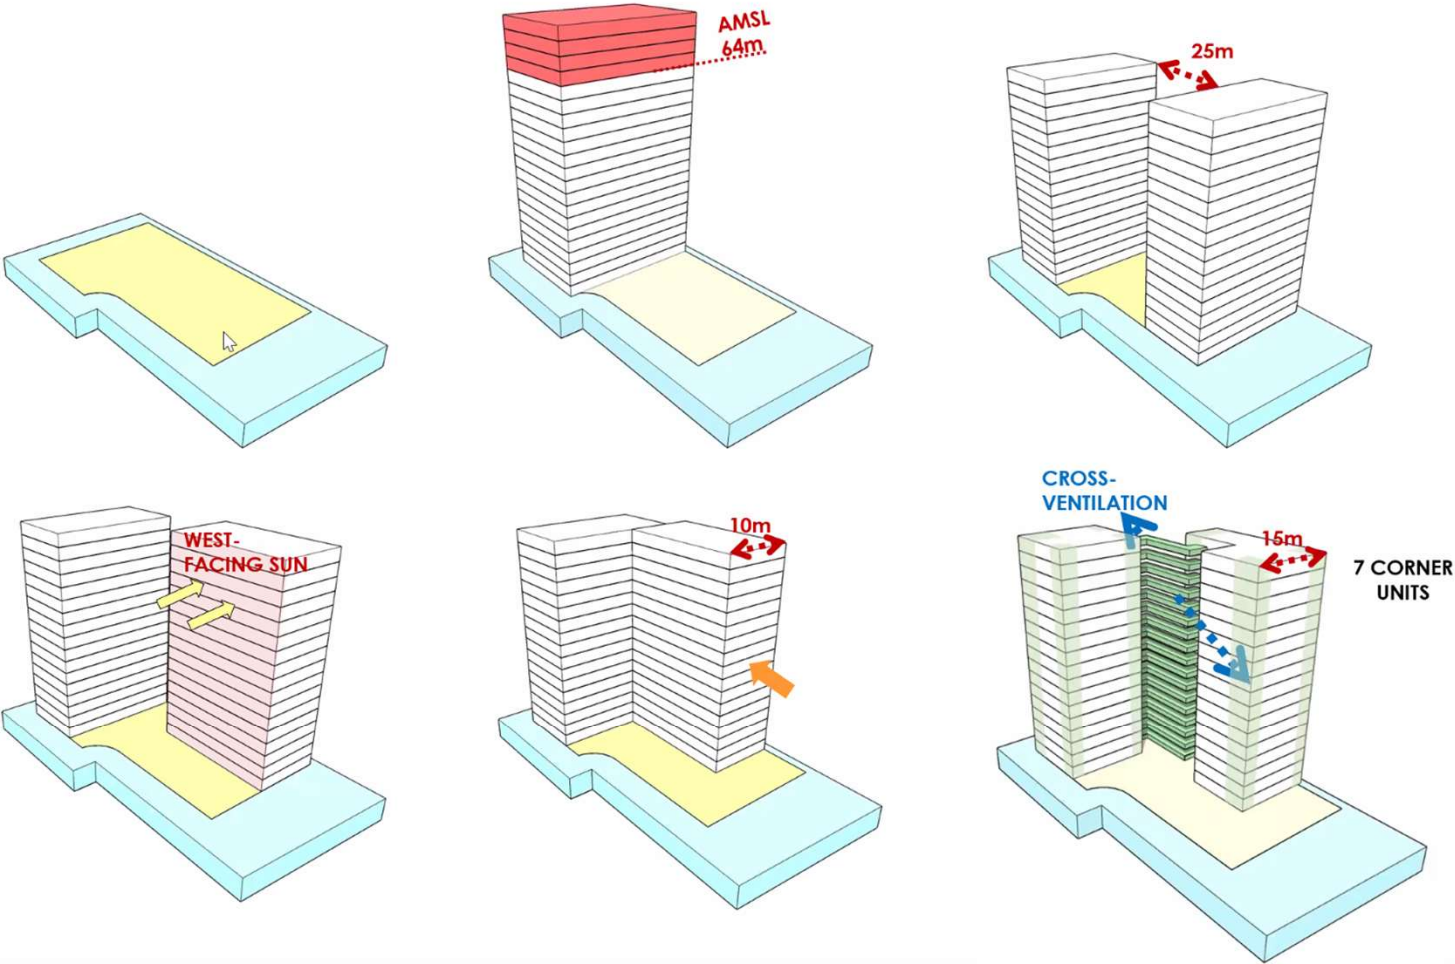 AMSL
64m
25m
WEST-
FACING SUN
10m
CROSS-
VENTILATION
15m
7 CORNER
UNITS